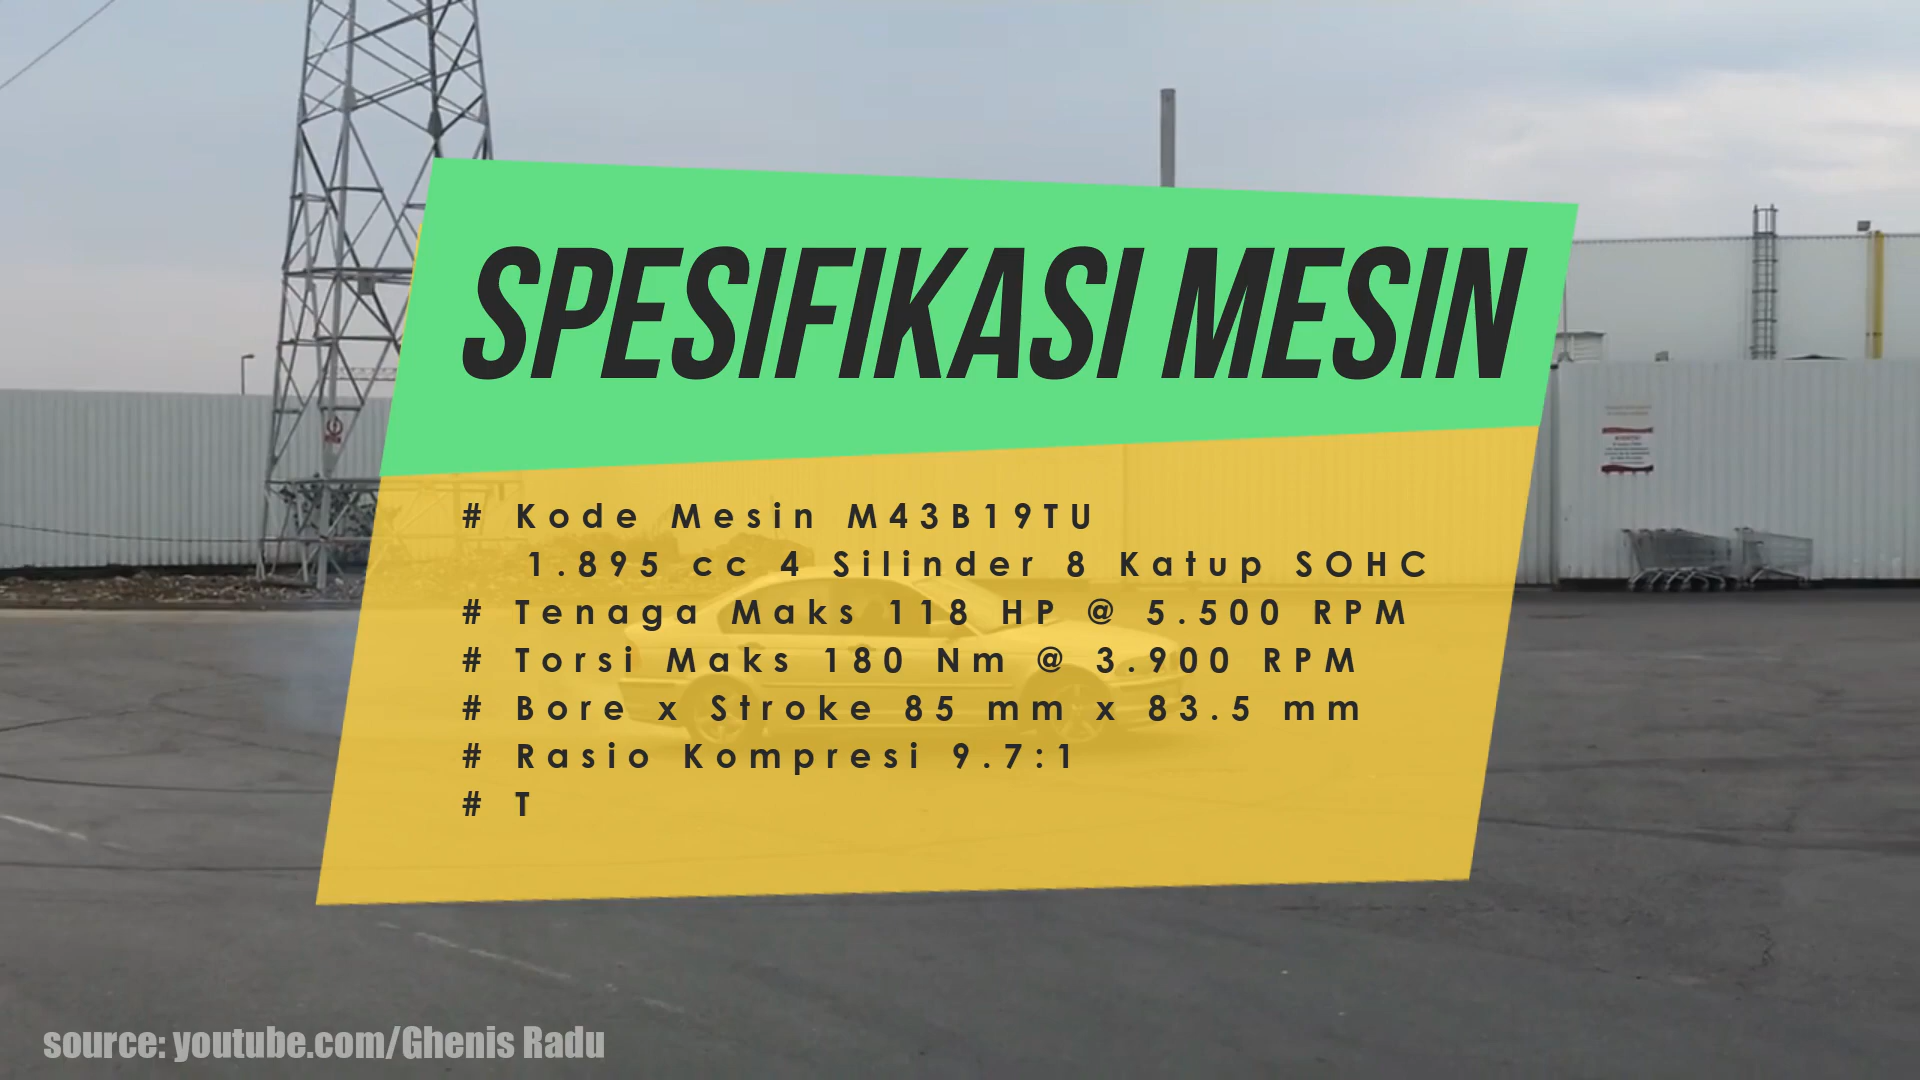 SPESIFIKASI MESIN
# Kode Mesin M43B19TU
1.895 cc 4 Silinder 8 Katup SOHC
# Tenaga Maks 118 HP @ 5.500 RPM
# Torsi Maks 180 Nm @ 3.900 RPM
# Bore x Stroke 85 mm x 83.5 mm
# Rasio Kompresi 9.7:1
# T
source: youtube.com/Ghenis Radu